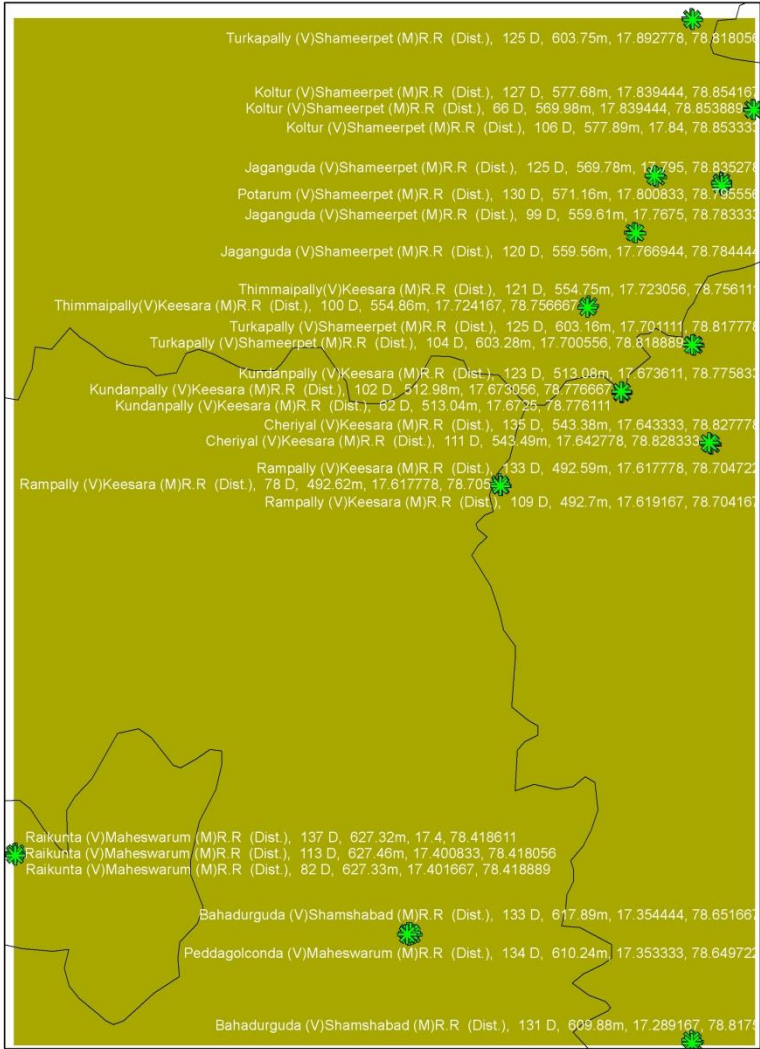 Turkapally (V)Shameerpet (M)R.R (Dist.), 125 D, 603.75m, 17.892778, 78.818056
Koltur (V)Shameerpet (M)R.R (Dist.), 127 D, 577.68m, 17.839444, 78.854167
Koltur (V)Shameerpet (M)R.R (Dist.), 66 D, 569.98m, 17.839444, 78.853889
Koltur (V)Shameerpet (M)R.R (Dist.), 106 D, 577.89m, 17.84, 78.853333
Jaganguda (V)Shameerpet (M)R.R (Dist.), 125 D, 569.78m, 17.795, 78.835278
Potarum (V)Shameerpet (M)R.R (Dist.), 130 D, 571.16m, 17.800833, 78.795556
Jaganguda (V)Shameerpet (M)R.R (Dist.), 99 D, 559.61m, 17.7675, 78.783333
Jaganguda (V)Shameerpet (M)R.R (Dist.), 120 D, 559.56m, 17.766944, 78.784444
Thimmaipally (V)Keesara (M)R.R (Dist.), 121 D, 554.75m, 17.723056, 78.756111
Thimmaipally(V)Keesara (M)R.R (Dist.), 100 D, 554.86m, 17.724167, 78.756667
Turkapally (V)Shameerpet (M)R.R (Dist.), 125 D, 603.16m, 17.701111, 78.817778
Turkapally (V)Shameerpet (M)R.R (Dist.), 104 D, 603.28m, 17.700556, 78.818889
Kundanpally (V)Keesara (M)R.R (Dist.), 123 D, 513.08m, 17.673611, 78.775833
Kundanpally (V)Keesara (M)R.R (Dist.), 102 D, 512.98m, 17.673056, 78.776667
Kundanpally (V)Keesara (M)R.R (Dist.), 62 D, 513.04m, 17.6725, 78.776111
Cheriyal (V)Keesara (M)R.R (Dist.), 135 D, 543.38m, 17.643333, 78.827778
Cheriyal (V)Keesara (M)R.R (Dist.), 111 D, 543.49m, 17.642778, 78.828333
Rampally (V)Keesara (M)R.R (Dist.), 133 D, 492.59m, 17.617778, 78.704722
Rampally (V)Keesara (M)R.R (Dist.), 78 D, 492.62m, 17.617778, 78.705
Rampally (V)Keesara (M)R.R (Dist.), 109 D, 492.7m, 17.619167, 78.704167
Raikunta (V)Maheswarum (M)R.R (Dist.), 137 D, 627.32m, 17.4, 78.418611
Raikunta (V)Maheswarum (M)R.R (Dist.), 113 D, 627.46m, 17.400833, 78.418056
Raikunta (V)Maheswarum (M)R.R (Dist.), 82 D, 627.33m, 17.401667, 78.418889
Bahadurguda (V)Shamshabad (M)R.R (Dist.), 133 D, 617.89m, 17.354444, 78.651667
Peddagolconda (V)Maheswarum (M)R.R (Dist.), 134 D, 610.24m, 17.353333, 78.649722
Bahadurguda (V)Shamshabad (M)R.R (Dist.), 131 D, 609.88m, 17.289167, 78.8175